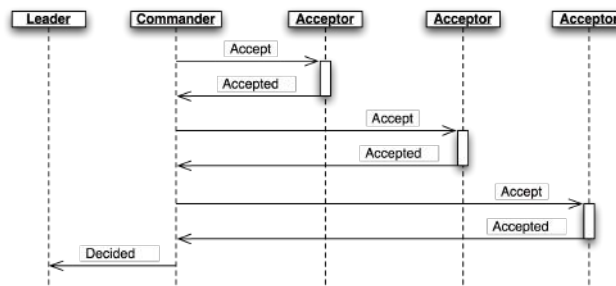 Leader Commander Acceptor Acceptor Acceptor
Accept
Accepted
Accept
Accepted
Accept
Accepted
Decided